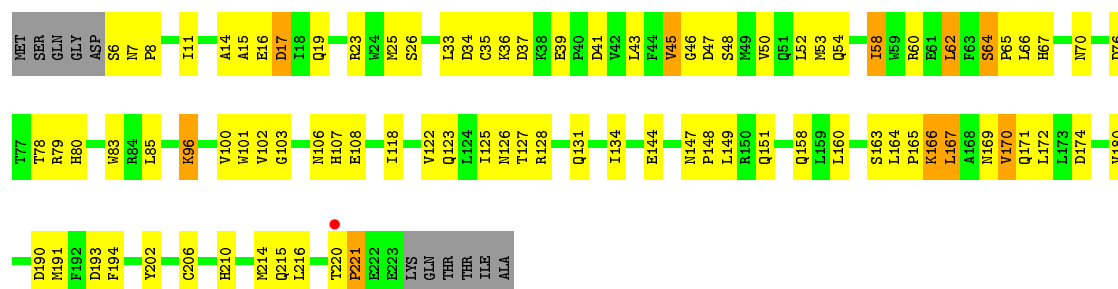 MET SER GLN GLY ASP S6 N7 P8 I11 A14 A15 E16 D17 I18 Q19 R23 W24 M25 S26 L33 D34 C35 K36 D37 K38 E39 P40 D41 V42 L43 F44 V45 G46 D47 S48 M49 V50 Q51 L52 M53 Q54 I58 W59 R60 E61 L62 F63 S64 P65 L66 H67 N70
T77 T78 R79 H80 W83 R84 L85 K96 V100 W101 V102 G103 N106 H107 E108 I118 V122 Q123 L124 I125 N126 T127 R128 Q131 I134 E144 N147 P148 L149 R150 Q151 Q158 L159 L160 S163 L164 P165 K166 L167 A168 N169 V170 Q171 L172 L173 D174
D190 M191 F192 D193 F194 Y202 C206 H210 M214 Q215 L216 T220 P221 E222 E223 LYS GLN THR THR ILE ALA